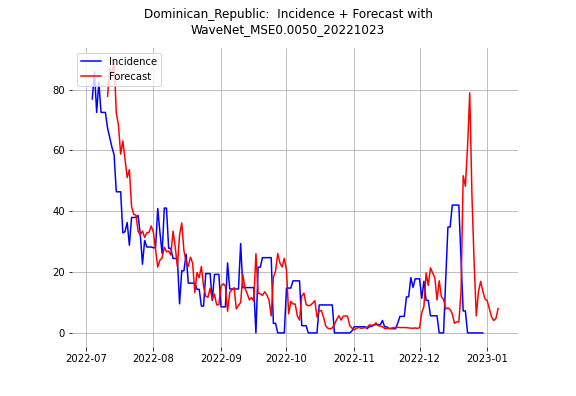 Dominican_Republic:  Incidence + Forecast with
WaveNet_MSE0.0050_20221023
Incidence
Forecast
80
60
40
20
0
2022-07 2022-08 2022-09 2022-10 2022-11 2022-12 2023-01